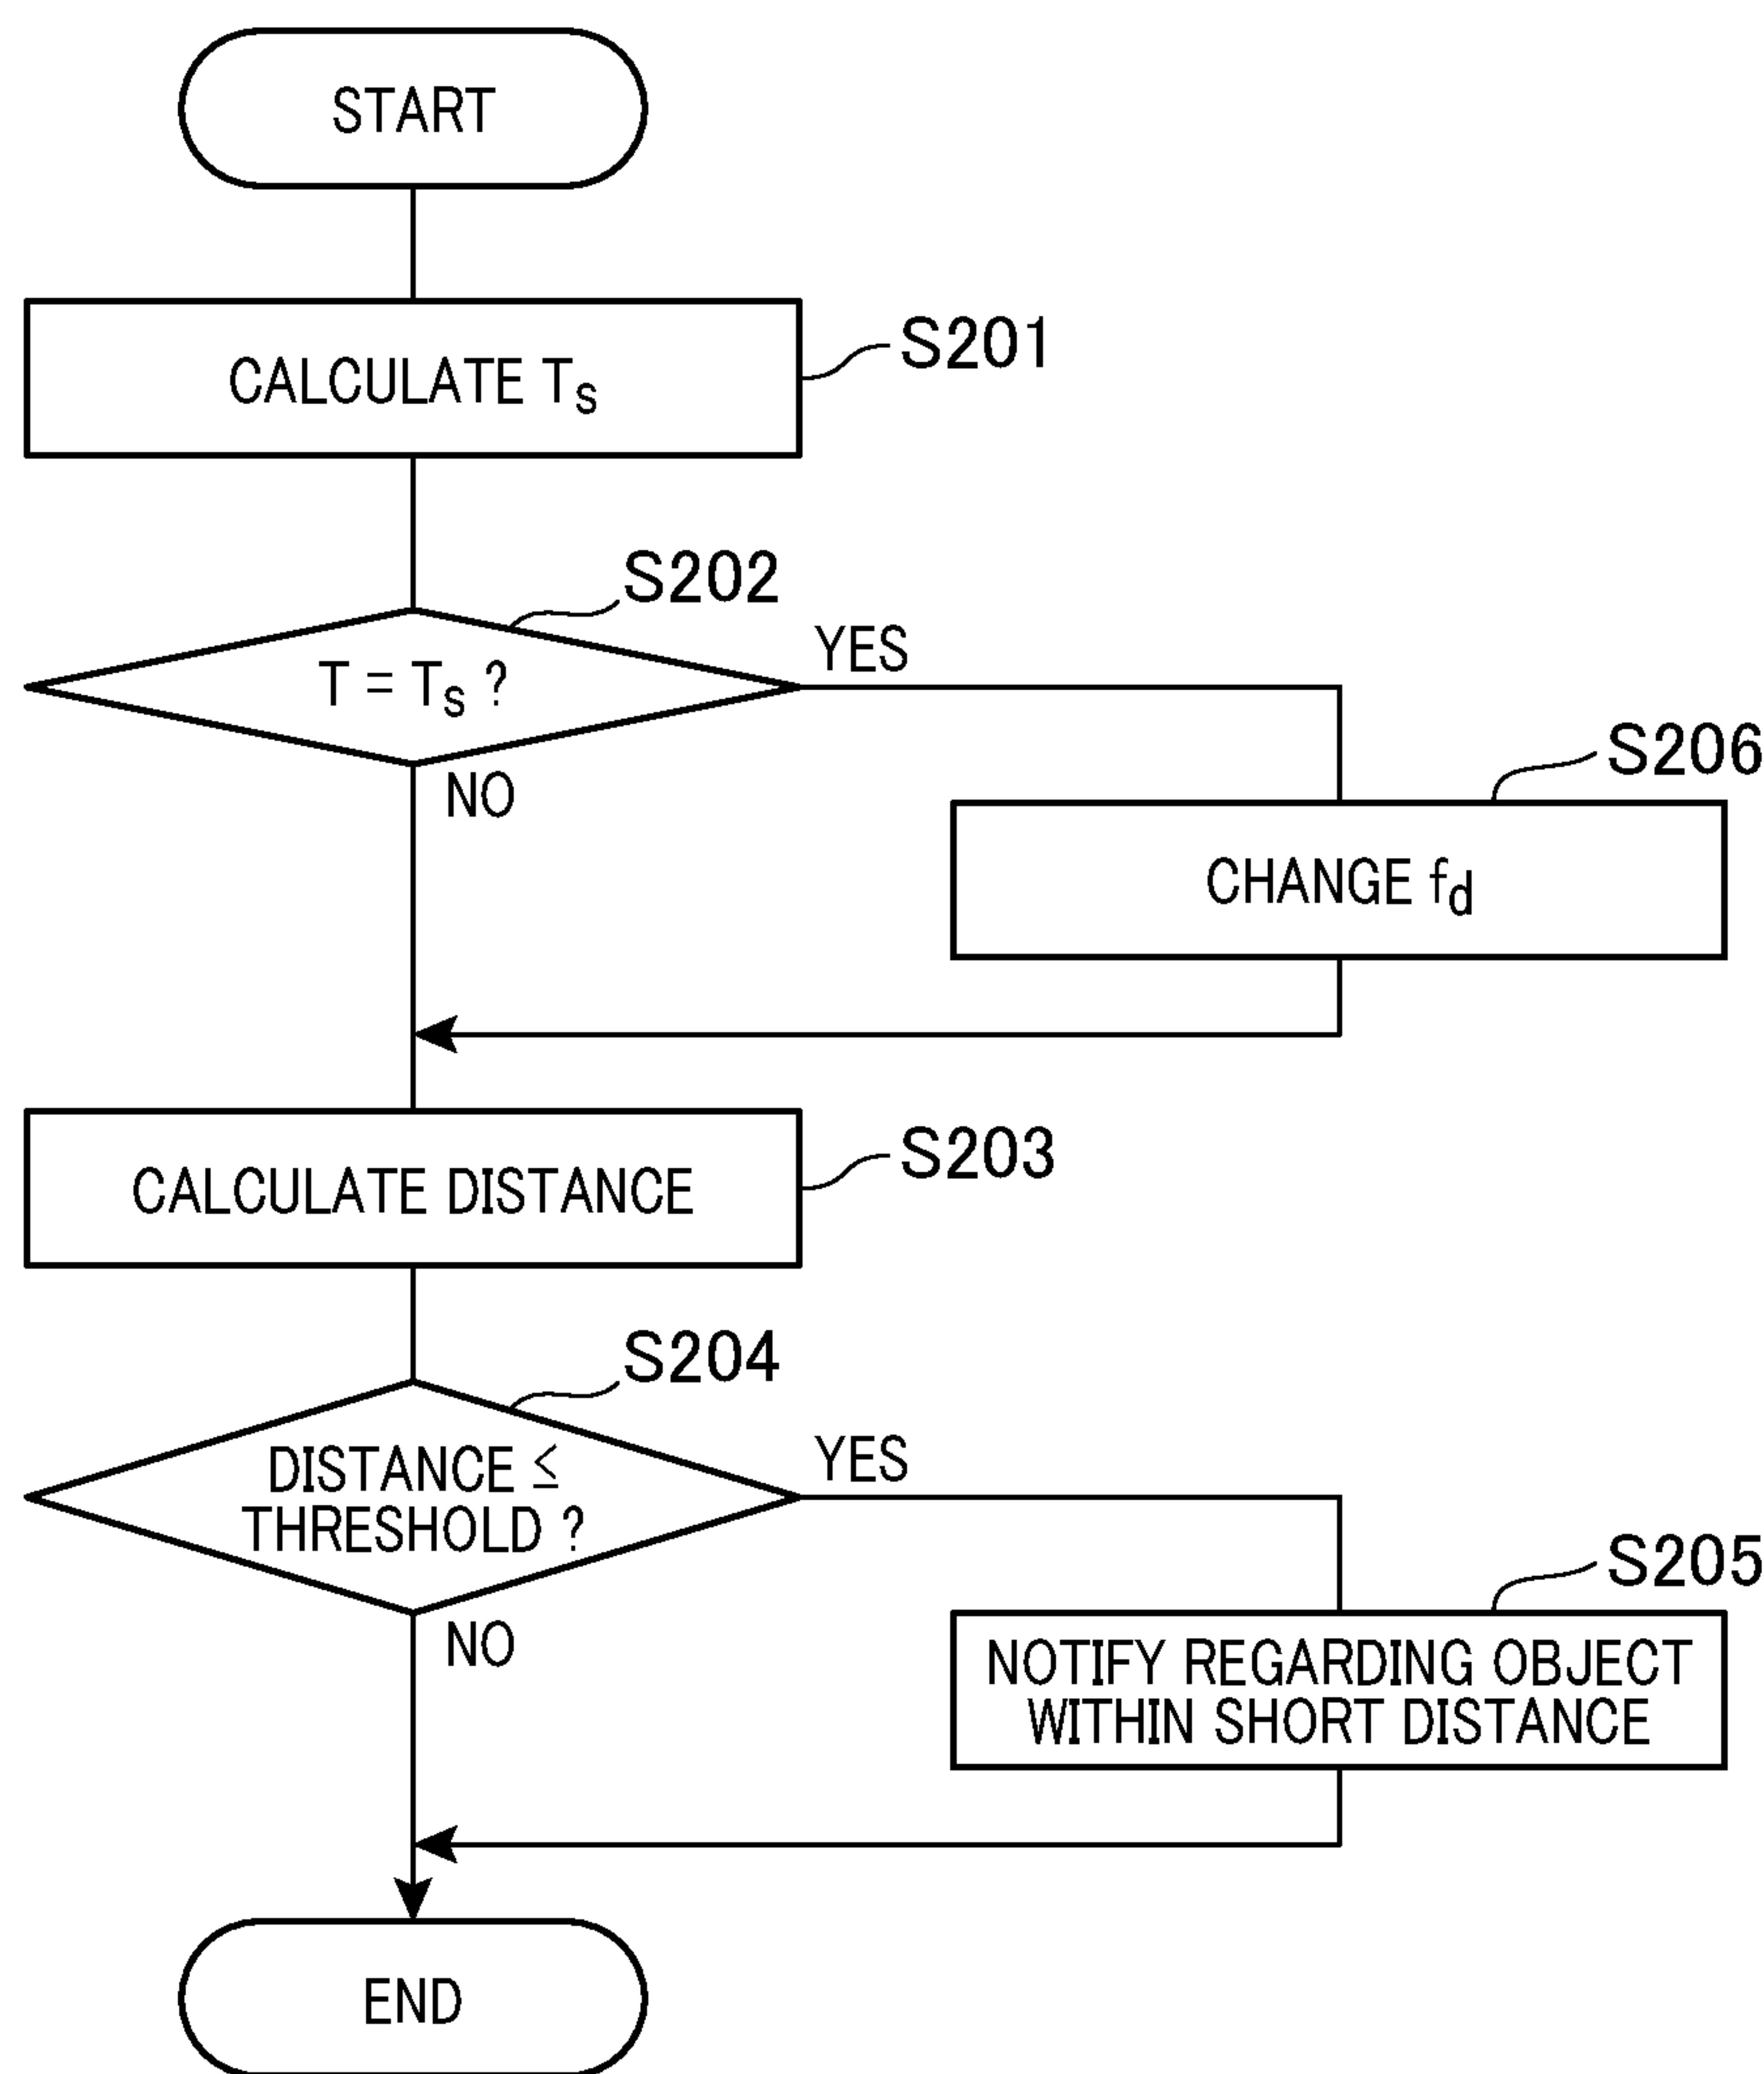 START
CALCULATE Ts
S201
S202
T = Ts ?
YES
NO
S206
CHANGE fd
CALCULATE DISTANCE
S203
S204
DISTANCE ≤
THRESHOLD ?
YES
NO
S205
NOTIFY REGARDING OBJECT
WITHIN SHORT DISTANCE
END